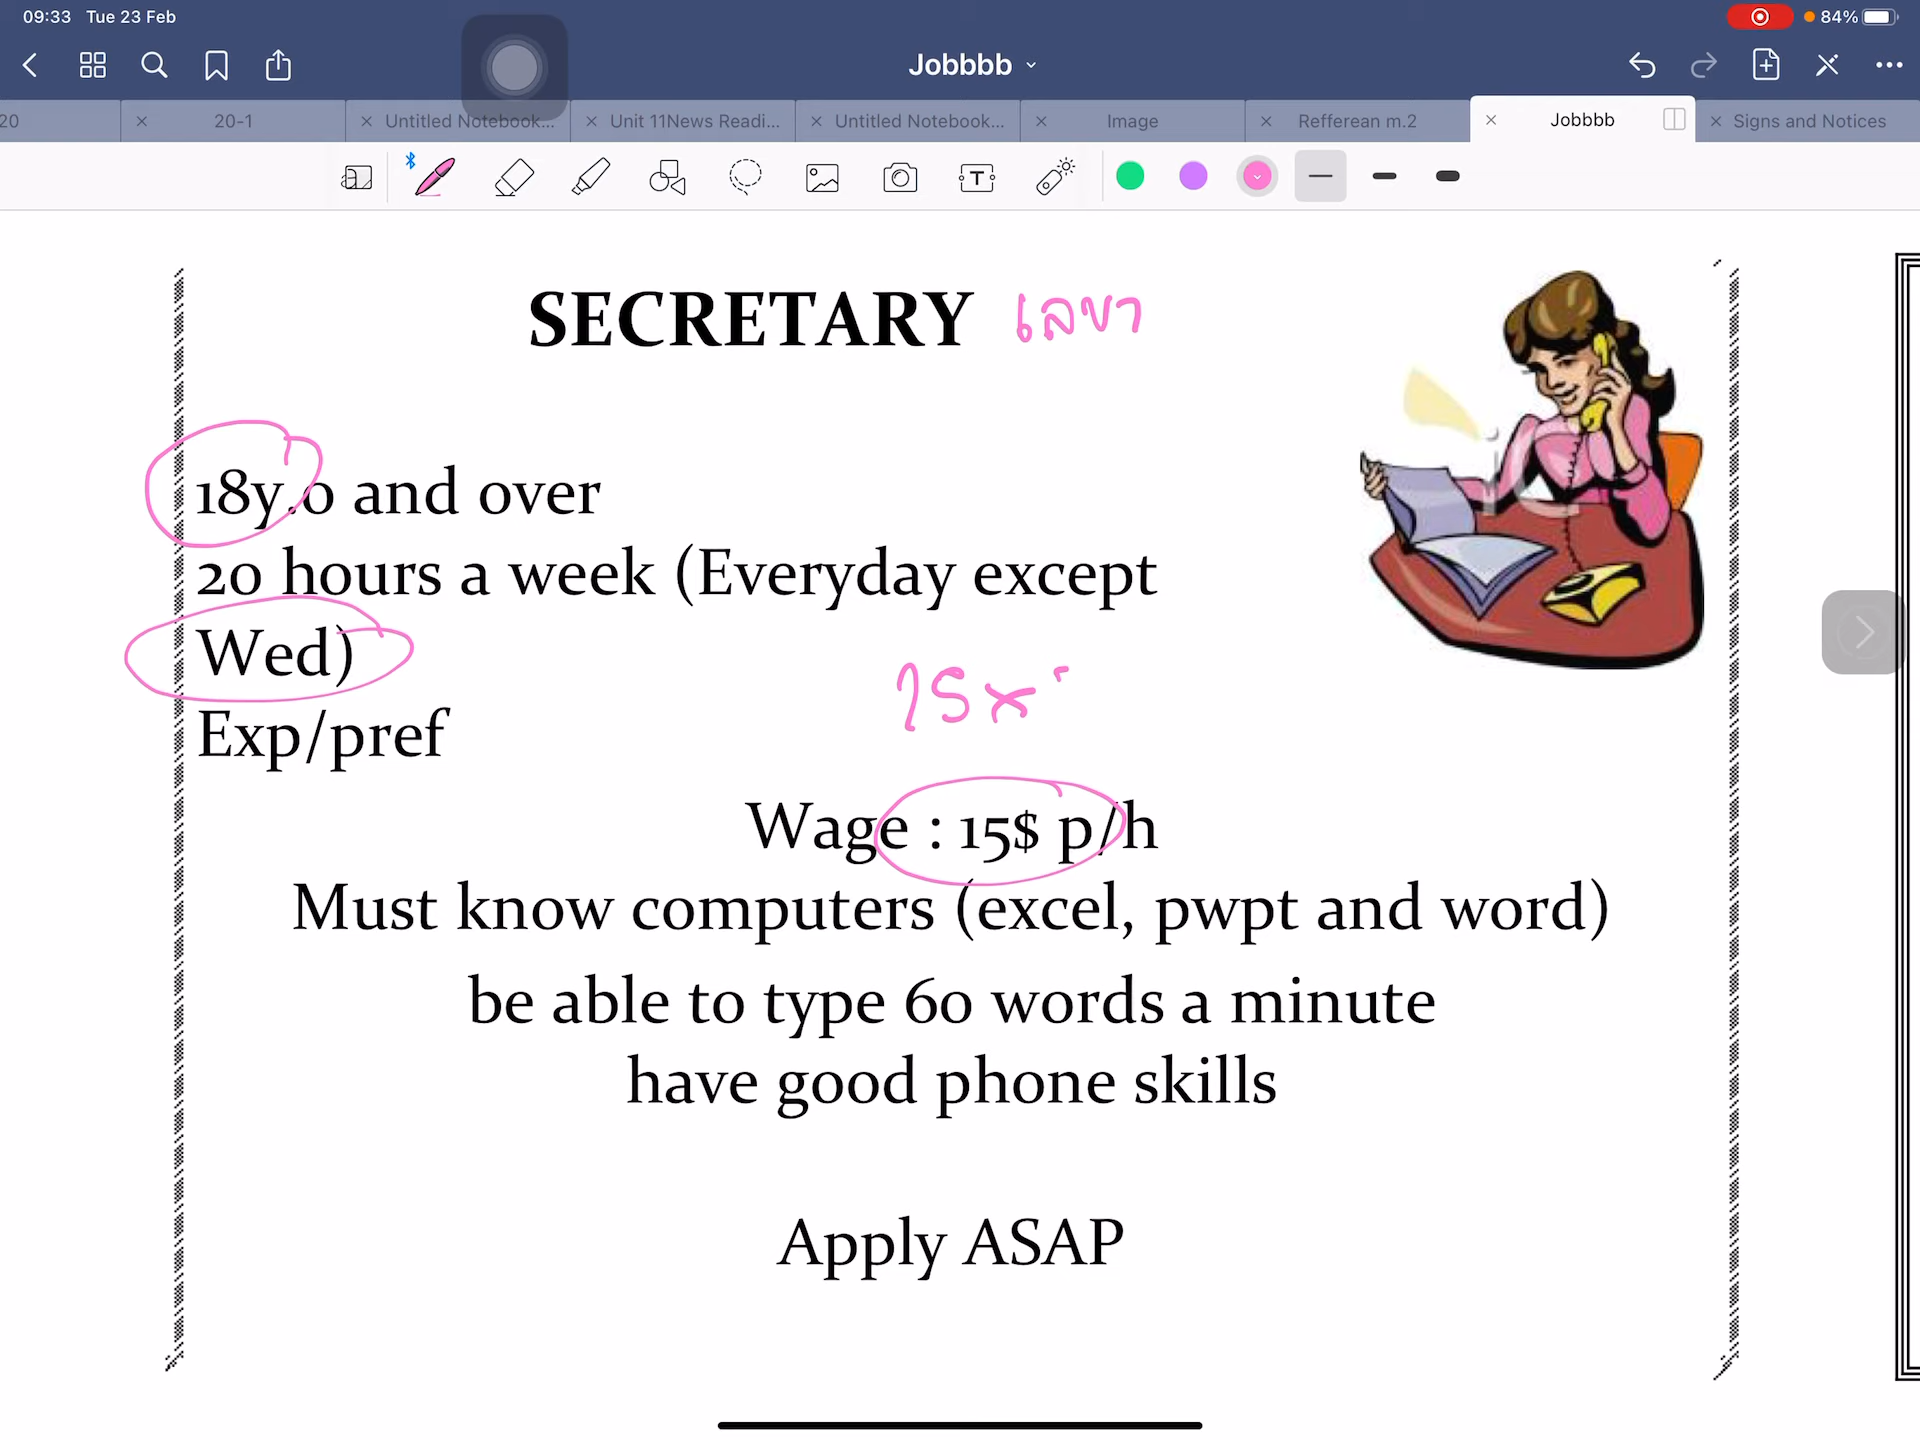 09:33 Tue 23 Feb
84%
Jobbbb
20
20-1
Untitled Notebook...
Unit 11News Readi...
Untitled Notebook...
Image
Refferean m.2
Jobbbb
Signs and Notices
SECRETARY เลขา
18y.o and over
20 hours a week (Everyday except
Wed)
Exp/pref
15 x
Wage : 15$ p/h
Must know computers (excel, pwpt and word)
be able to type 60 words a minute
have good phone skills
Apply ASAP